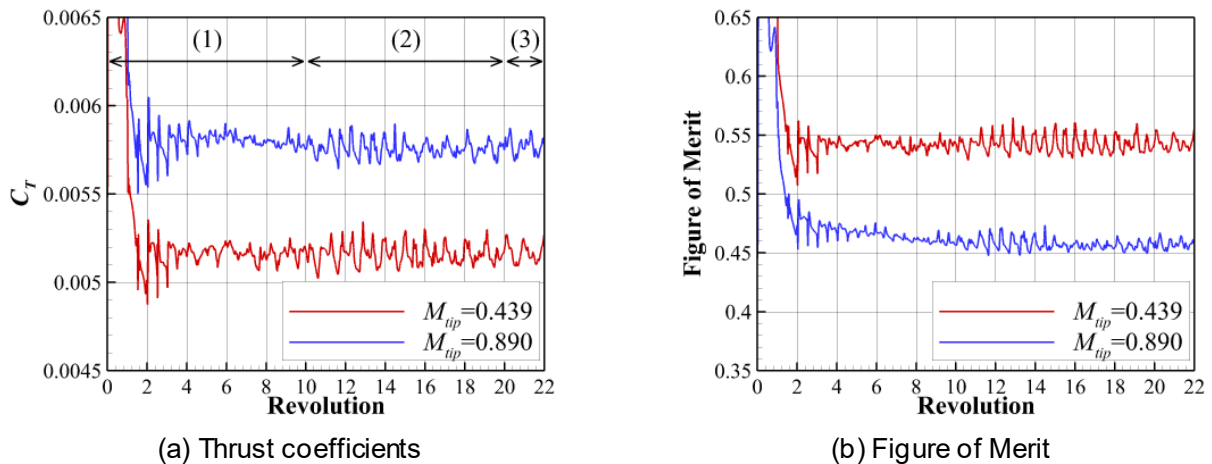 0.0065
0.006
0.0055
0.005
0.0045
C_T
(1)
(2)
(3)
M_tip=0.439
M_tip=0.890
0 2 4 6 8 10 12 14 16 18 20 22
Revolution
(a) Thrust coefficients
0.65
0.6
0.55
0.5
0.45
0.4
0.35
Figure of Merit
M_tip=0.439
M_tip=0.890
0 2 4 6 8 10 12 14 16 18 20 22
Revolution
(b) Figure of Merit